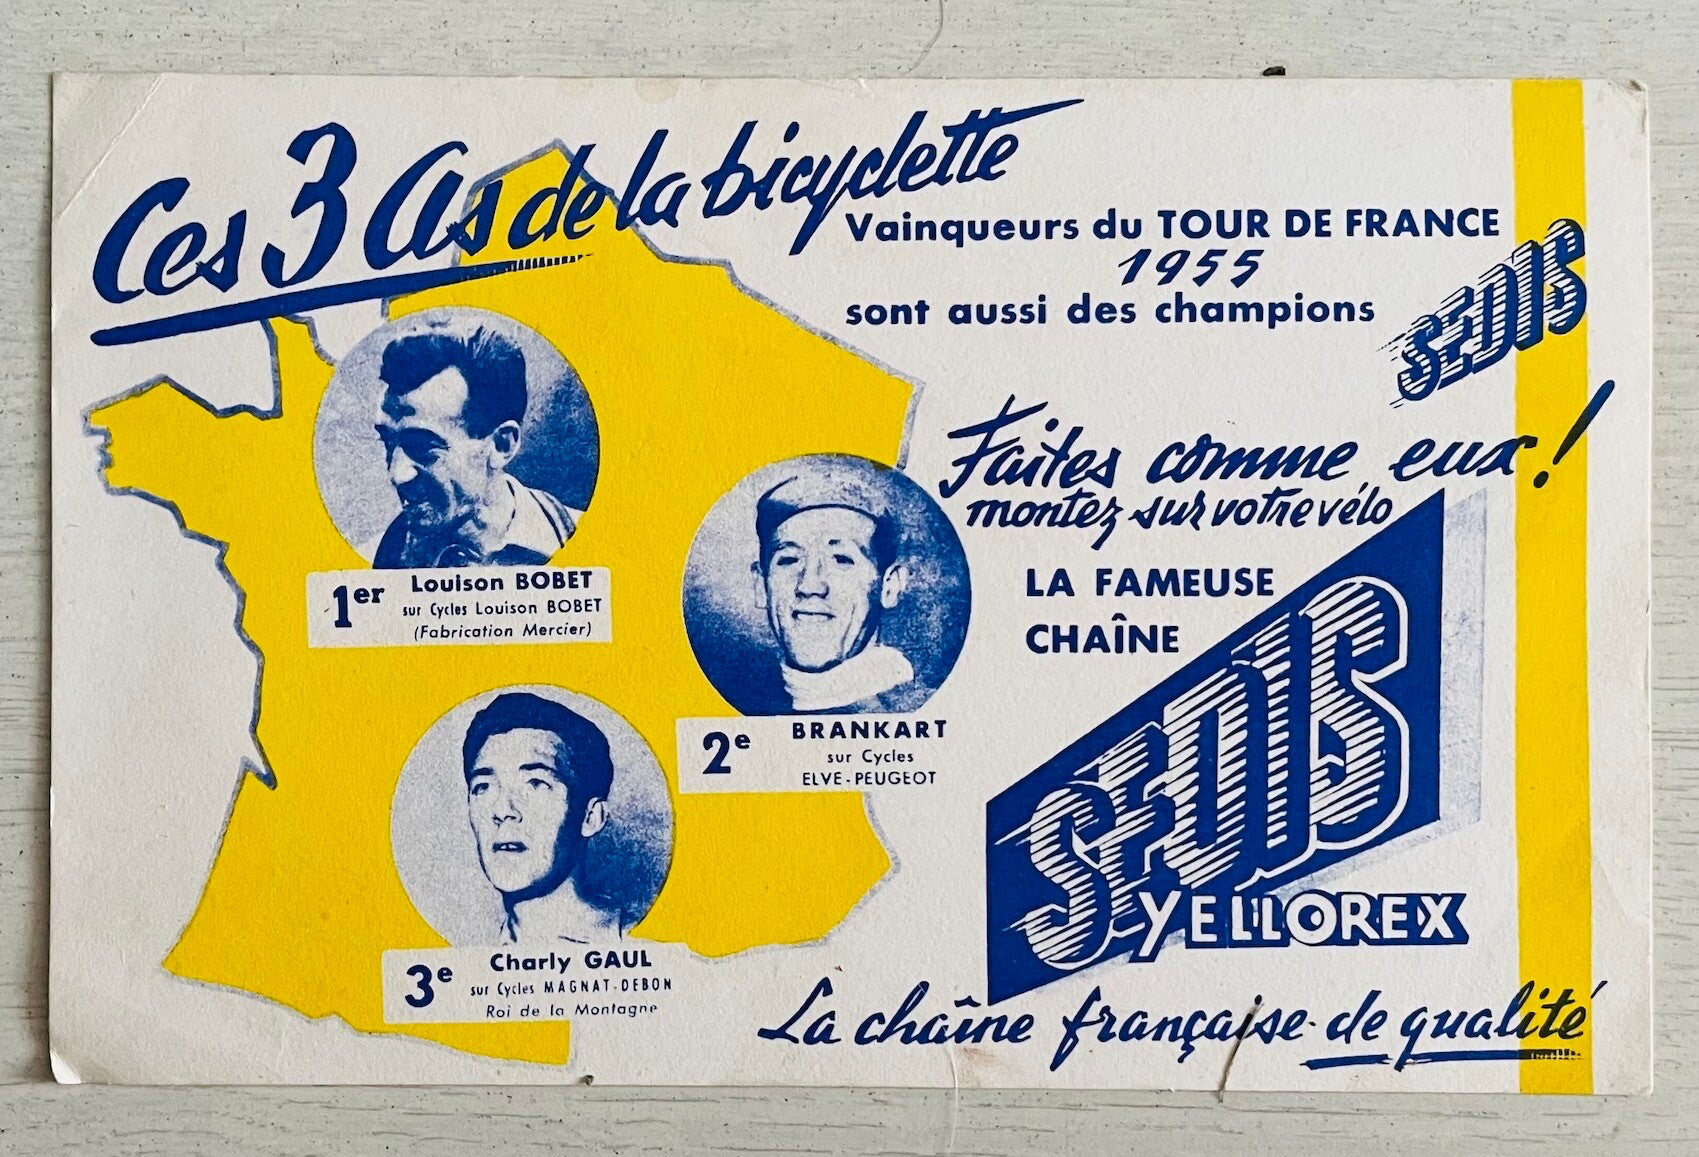 Ces 3 As de la bicyclette
Vainqueurs du TOUR DE FRANCE
1955
sont aussi des champions
SEDIS
Faites comme eux !
montez sur votre vélo
LA FAMEUSE
CHAÎNE
SEDIS
YELLOREX
La chaîne française de qualité
1er Louison BOBET
sur Cycles Louison BOBET
(Fabrication Mercier)
2e BRANKART
sur Cycles
ELVE-PEUGEOT
3e Charly GAUL
sur Cycles MAGNAT-DEBON
Roi de la Montagne